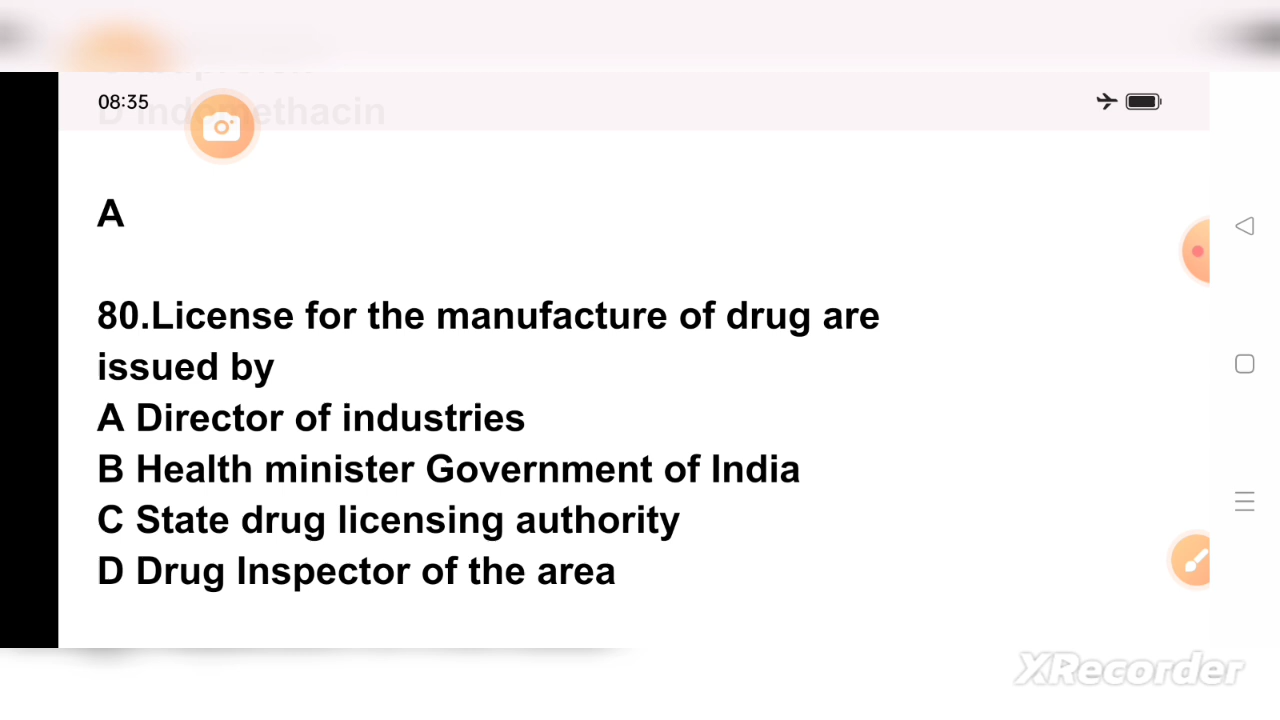 08:35
D Indomethacin
A
80.License for the manufacture of drug are
issued by
A Director of industries
B Health minister Government of India
C State drug licensing authority
D Drug Inspector of the area
XRecorder